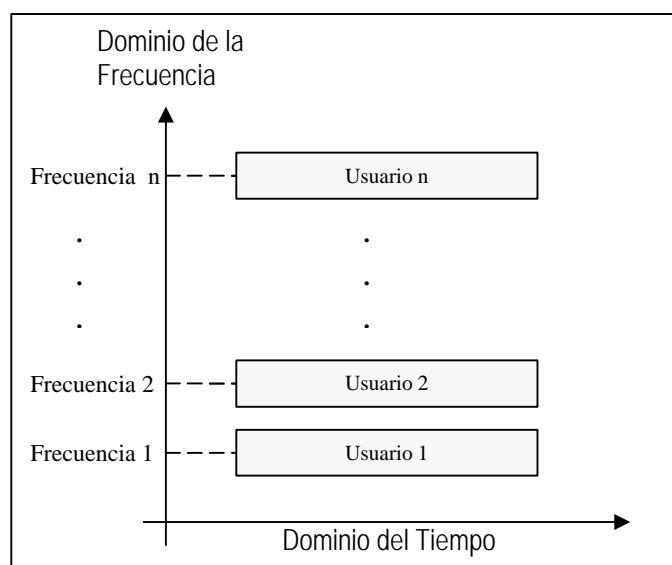 Dominio de la
Frecuencia
Frecuencia n
Usuario n
Frecuencia 2
Usuario 2
Frecuencia 1
Usuario 1
Dominio del Tiempo